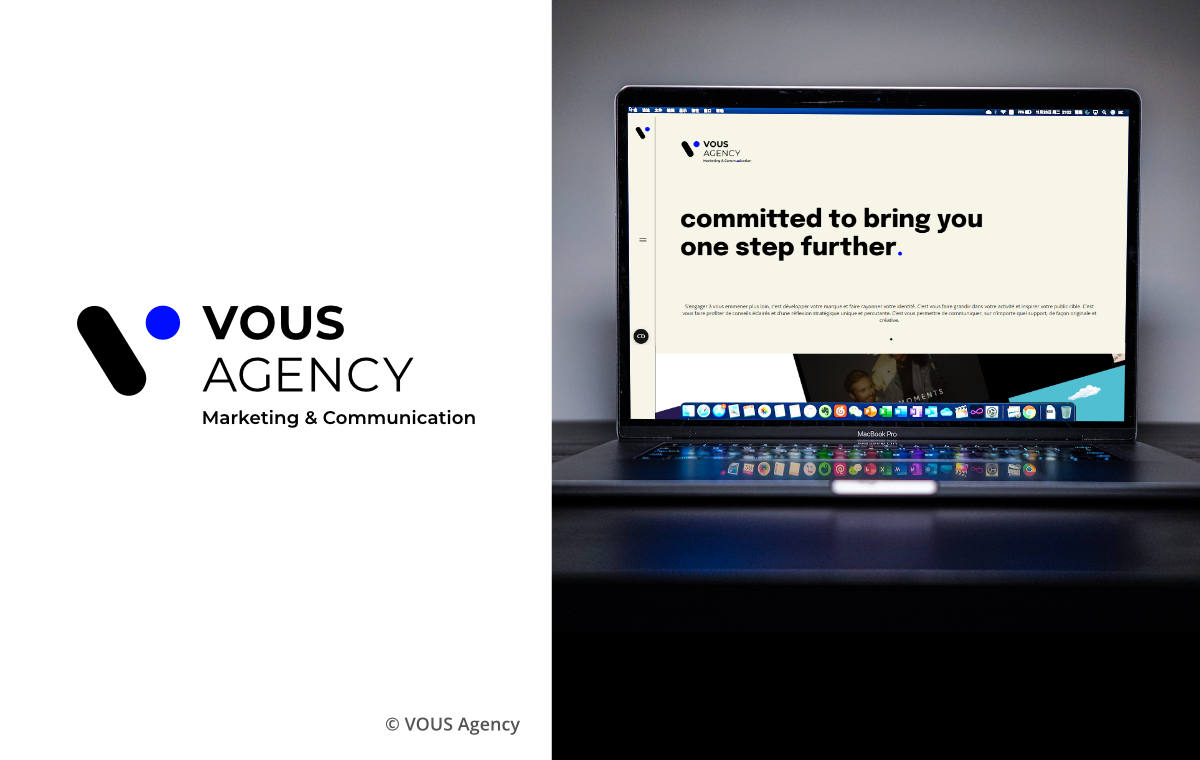 VOUS
AGENCY
Marketing & Communication
© VOUS Agency
VOUS
AGENCY
Marketing & Communication
committed to bring you
one step further.
S'engager à vous emmener plus loin, c'est développer votre marque et faire rayonner votre identité. C'est vous faire grandir dans votre activité et inspirer votre public cible. C'est
vous faire profiter de conseils éclairés et d'une réflexion stratégique unique et percutante. C'est vous permettre de communiquer, sur n'importe quel support, de façon originale et
créative.
CO
MOMENTS
MacBook Pro